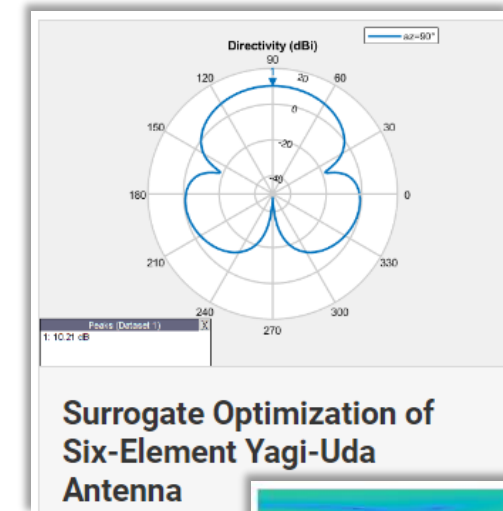 az=90°
Directivity (dBi)
90
120
20
60
0
150
30
-20
-40
180
0
210
330
240
300
270
Peaks (Dataset 1) X
1: 10.21 dB
Surrogate Optimization of
Six-Element Yagi-Uda
Antenna